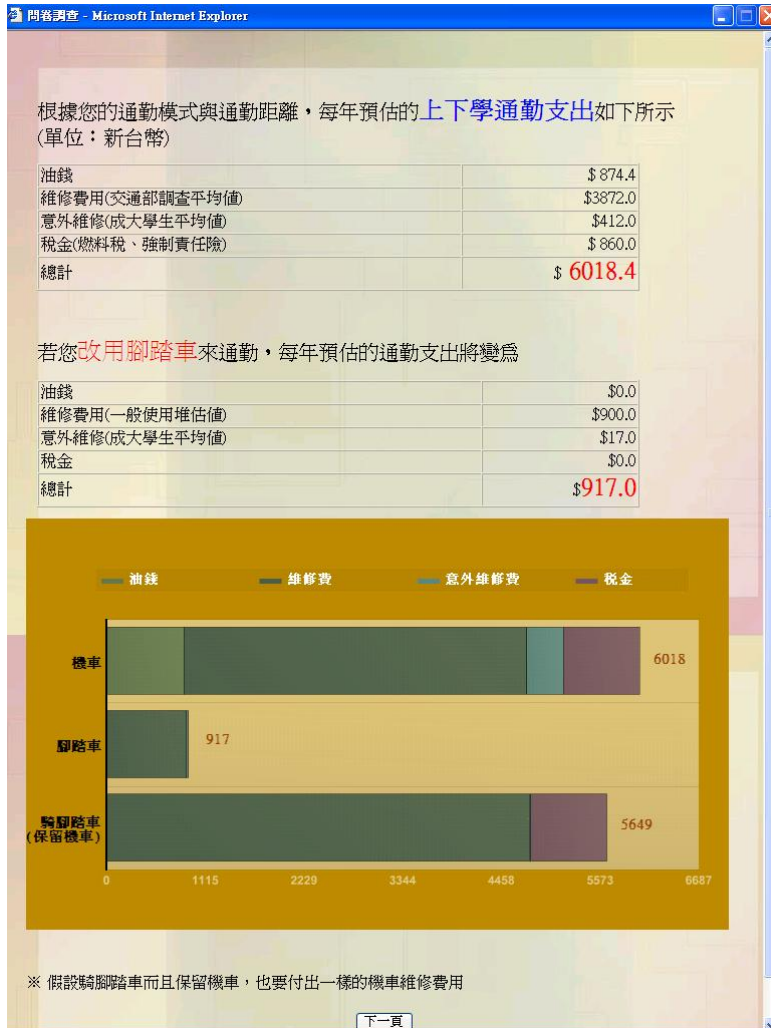 問卷調查 - Microsoft Internet Explorer
根據您的通勤模式與通勤距離，每年預估的上下學通勤支出如下所示
(單位：新台幣)
油錢 $ 874.4
維修費用(交通部調查平均值) $3872.0
意外維修(成大學生平均值) $412.0
稅金(燃料稅、強制責任險) $ 860.0
總計 $ 6018.4
若您改用腳踏車來通勤，每年預估的通勤支出將變為
油錢 $0.0
維修費用(一般使用堆估值) $900.0
意外維修(成大學生平均值) $17.0
稅金 $0.0
總計 $917.0
油錢 維修費 意外維修費 稅金
機車 6018
腳踏車 917
騎腳踏車
(保留機車) 5649
0 1115 2229 3344 4458 5573 6687
※ 假設騎腳踏車而且保留機車，也要付出一樣的機車維修費用
下一頁